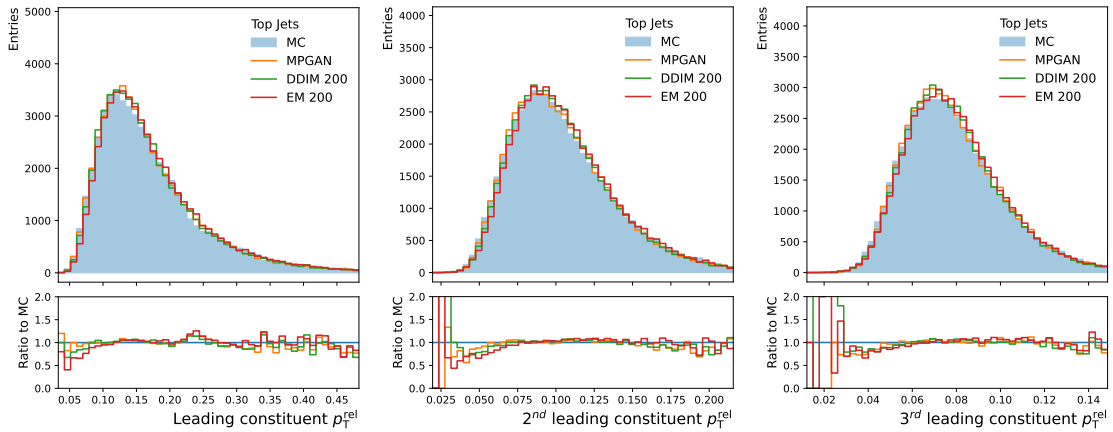 Entries
5000
4000
3000
2000
1000
0
Top Jets
MC
MPGAN
DDIM 200
EM 200
Ratio to MC
2.0
1.5
1.0
0.5
0.0
0.05 0.10 0.15 0.20 0.25 0.30 0.35 0.40 0.45
Leading constituent p_T^rel
Entries
4000
3500
3000
2500
2000
1500
1000
500
0
Top Jets
MC
MPGAN
DDIM 200
EM 200
Ratio to MC
2.0
1.5
1.0
0.5
0.0
0.025 0.050 0.075 0.100 0.125 0.150 0.175 0.200
2^nd leading constituent p_T^rel
Entries
4000
3500
3000
2500
2000
1500
1000
500
0
Top Jets
MC
MPGAN
DDIM 200
EM 200
Ratio to MC
2.0
1.5
1.0
0.5
0.0
0.02 0.04 0.06 0.08 0.10 0.12 0.14
3^rd leading constituent p_T^rel